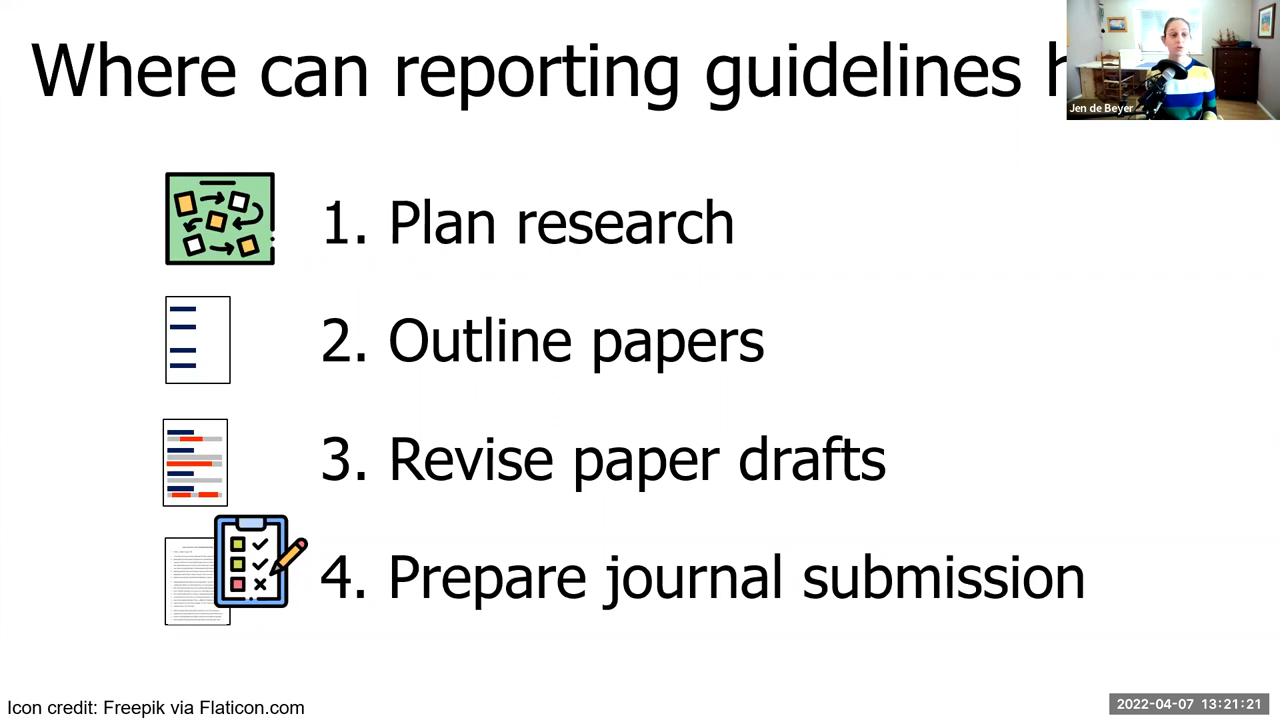 Where can reporting guidelines
Jen de Beyer
1. Plan research
2. Outline papers
3. Revise paper drafts
4. Prepare journal submission
Icon credit: Freepik via Flaticon.com
2022-04-07 13:21:21